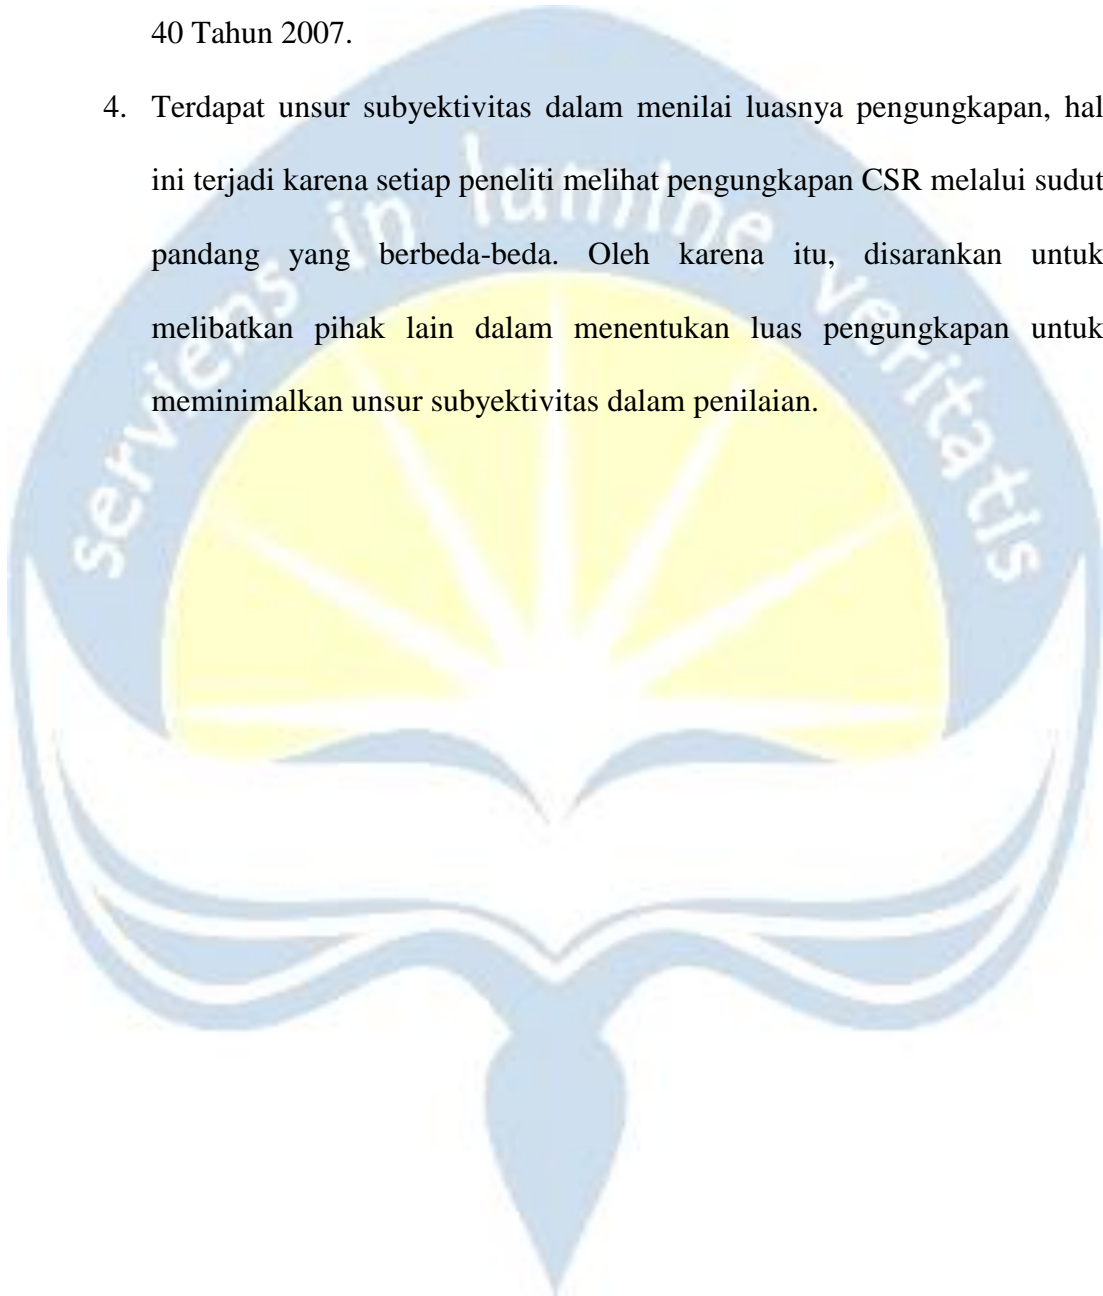 40 Tahun 2007.
4. Terdapat unsur subyektivitas dalam menilai luasnya pengungkapan, hal
ini terjadi karena setiap peneliti melihat pengungkapan CSR melalui sudut
pandang yang berbeda-beda. Oleh karena itu, disarankan untuk
melibatkan pihak lain dalam menentukan luas pengungkapan untuk
meminimalkan unsur subyektivitas dalam penilaian.
serviens in lumine veritatis